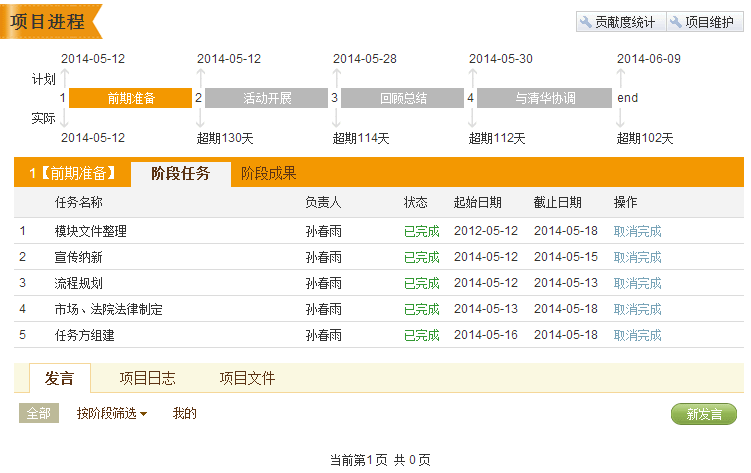 项目进程
贡献度统计 项目维护
2014-05-12 2014-05-12 2014-05-28 2014-05-30 2014-06-09
计划
1 前期准备 2 活动开展 3 回顾总结 4 与清华协调 end
实际
2014-05-12 超期130天 超期114天 超期112天 超期102天
1【前期准备】 阶段任务 阶段成果
任务名称 负责人 状态 起始日期 截止日期 操作
1 模块文件整理 孙春雨 已完成 2012-05-12 2014-05-18 取消完成
2 宣传纳新 孙春雨 已完成 2014-05-12 2014-05-15 取消完成
3 流程规划 孙春雨 已完成 2014-05-12 2014-05-13 取消完成
4 市场、法院法律制定 孙春雨 已完成 2014-05-13 2014-05-18 取消完成
5 任务方组建 孙春雨 已完成 2014-05-16 2014-05-18 取消完成
发言 项目日志 项目文件
全部 按阶段筛选 我的 新发言
当前第1页 共0页